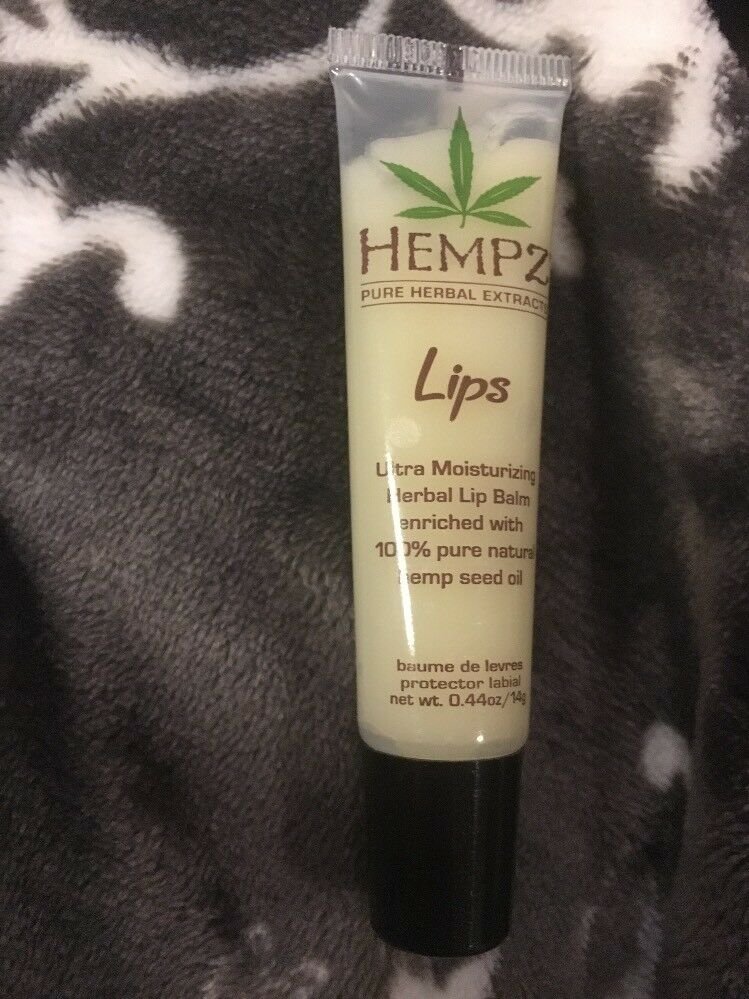 HEMPZ
PURE HERBAL EXTRACTS
Lips
Ultra Moisturizing
Herbal Lip Balm
enriched with
100% pure natural
hemp seed oil
baume de levres
protector labial
net wt. 0.44oz/14g